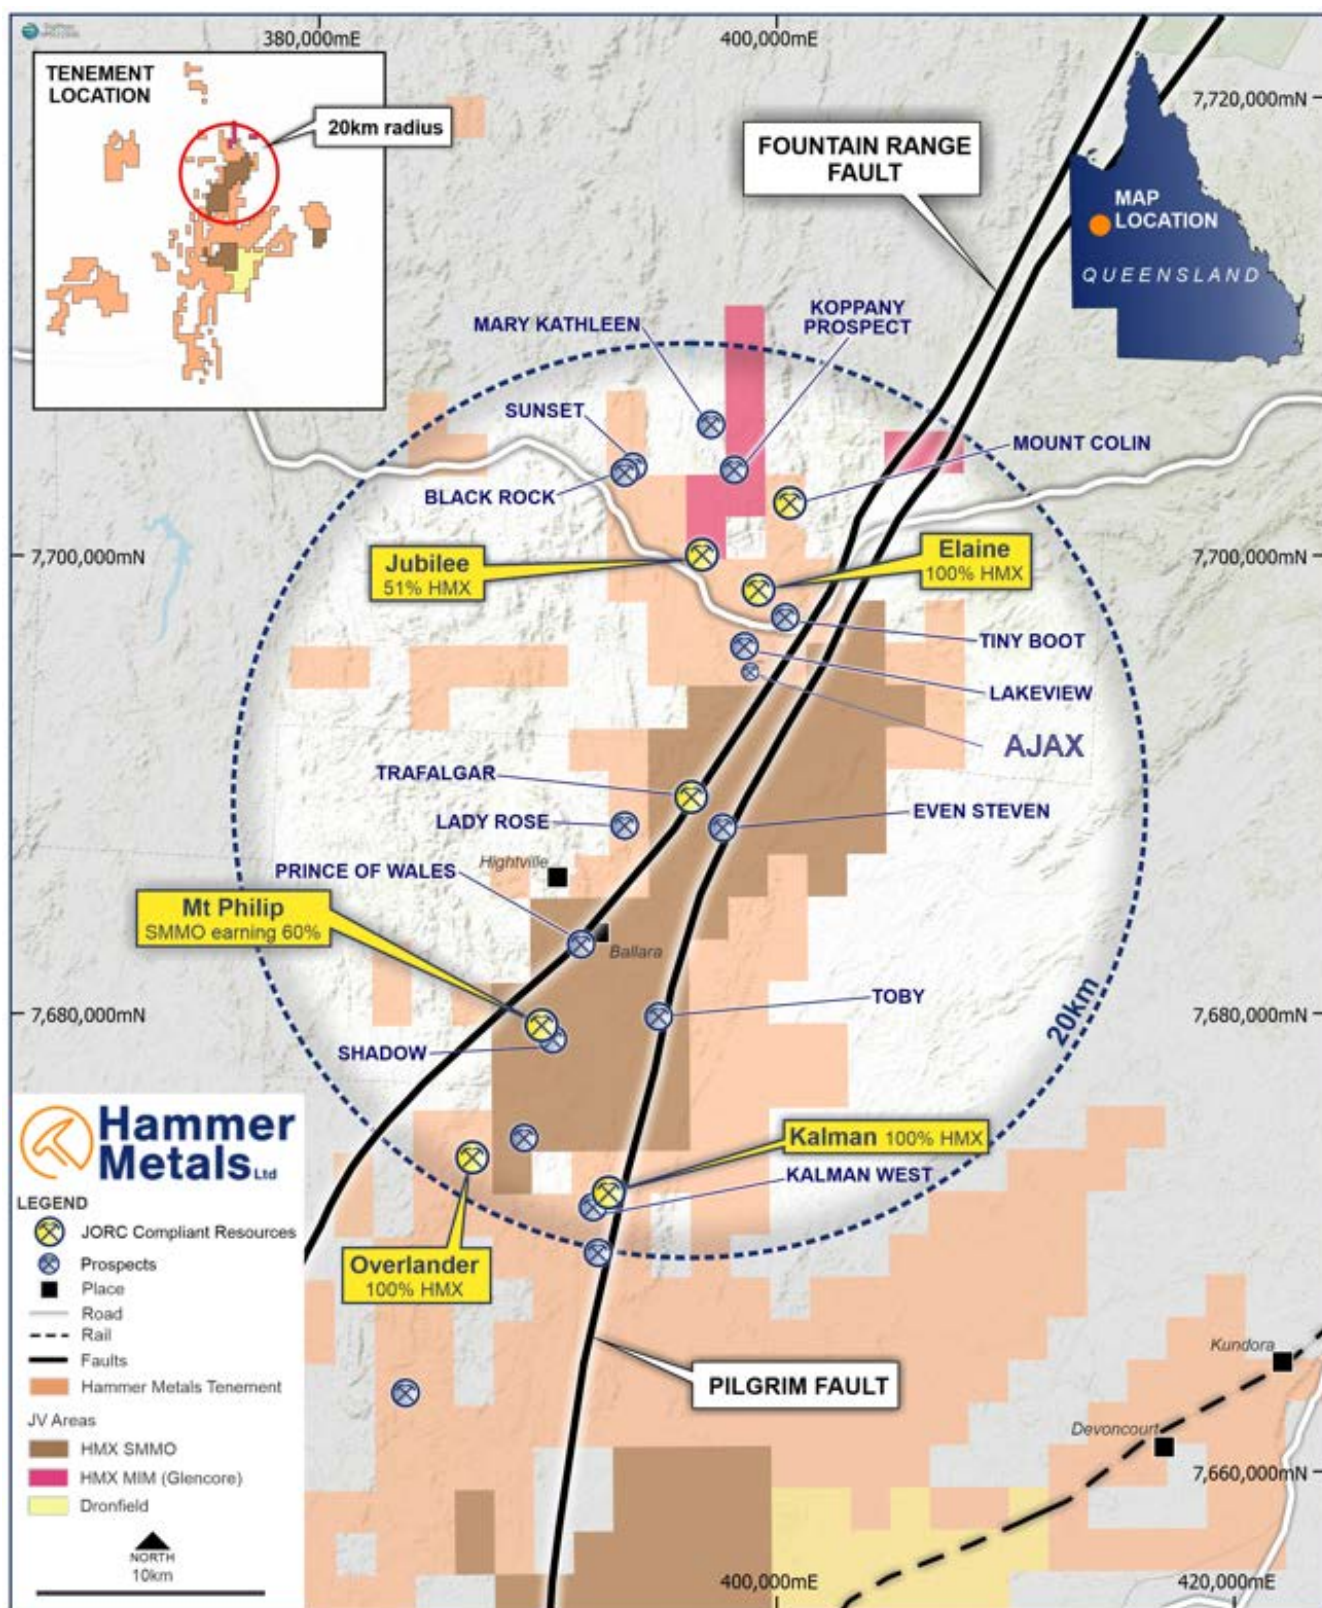 380,000mE
400,000mE
TENEMENT
LOCATION
20km radius
7,720,000mN
FOUNTAIN RANGE
FAULT
MAP
LOCATION
QUEENSLAND
MARY KATHLEEN
KOPPANY
PROSPECT
SUNSET
MOUNT COLIN
BLACK ROCK
7,700,000mN
7,700,000mN
Jubilee
51% HMX
Elaine
100% HMX
TINY BOOT
LAKEVIEW
AJAX
TRAFALGAR
LADY ROSE
EVEN STEVEN
Hightville
PRINCE OF WALES
Mt Philip
SMMO earning 60%
Ballara
TOBY
20km
7,680,000mN
7,680,000mN
SHADOW
Hammer
Metals Ltd
Kalman 100% HMX
KALMAN WEST
LEGEND
JORC Compliant Resources
Prospects
Place
Road
Rail
Faults
Hammer Metals Tenement
JV Areas
HMX SMMO
HMX MIM (Glencore)
Dronfield
NORTH
10km
Overlander
100% HMX
PILGRIM FAULT
Kundora
Devoncourt
7,660,000mN
400,000mE
420,000mE